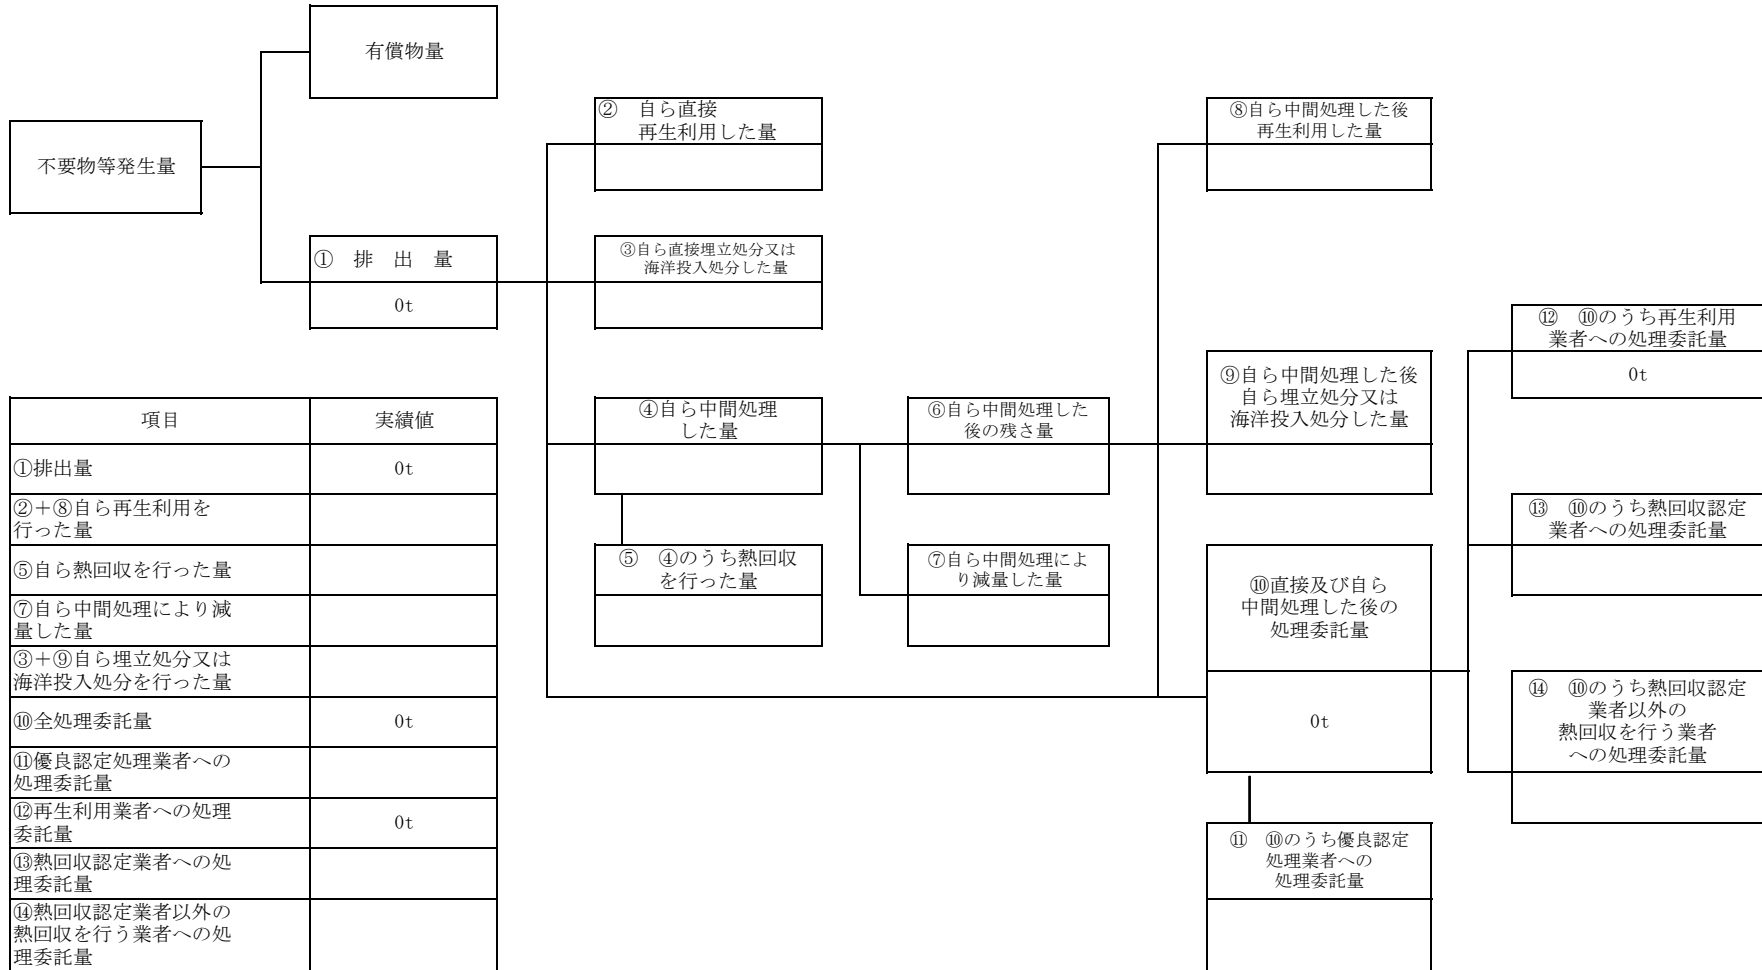 有償物量
不要物等発生量
① 排 出 量
0t
② 自ら直接
再生利用した量
③自ら直接埋立処分又は
海洋投入処分した量
④自ら中間処理
した量
⑤ ④のうち熱回収
を行った量
⑥自ら中間処理した
後の残さ量
⑦自ら中間処理によ
り減量した量
⑧自ら中間処理した後
再生利用した量
⑨自ら中間処理した後
自ら埋立処分又は
海洋投入処分した量
⑩直接及び自ら
中間処理した後の
処理委託量
0t
⑪ ⑩のうち優良認定
処理業者への
処理委託量
⑫ ⑩のうち再生利用
業者への処理委託量
0t
⑬ ⑩のうち熱回収認定
業者への処理委託量
⑭ ⑩のうち熱回収認定
業者以外の
熱回収を行う業者
への処理委託量
項目 実績値
①排出量 0t
②＋⑧自ら再生利用を
行った量
⑤自ら熱回収を行った量
⑦自ら中間処理により減
量した量
③＋⑨自ら埋立処分又は
海洋投入処分を行った量
⑩全処理委託量 0t
⑪優良認定処理業者への
処理委託量
⑫再生利用業者への処理
委託量 0t
⑬熱回収認定業者への処
理委託量
⑭熱回収認定業者以外の
熱回収を行う業者への処
理委託量